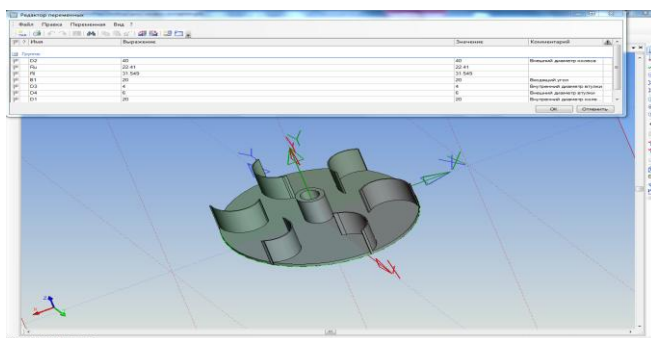 Редактор переменных
Файл Правка Переменная Вид ?
? Имя Выражение Значение Комментарий
Группа
D2 40 40 Внешний диаметр колеса
Ru 22.41 22.41
Rl 31.549 31.549
B1 20 20 Входящий угол
D3 4 4 Внутренний диаметр втулки
D4 6 6 Внешний диаметр втулки
D1 20 20 Внутренний диаметр коле
OK Отменить